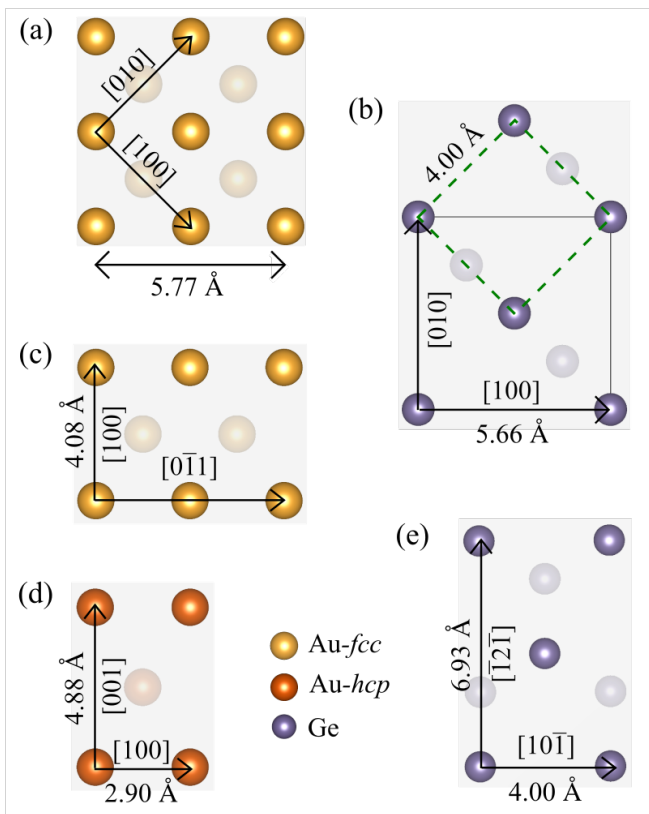 (a)
[010]
[100]
5.77 Å
(b)
4.00 Å
[010]
[100]
5.66 Å
(c)
4.08 Å
[100]
[01̅1]
(d)
4.88 Å
[001]
[100]
2.90 Å
Au-fcc
Au-hcp
Ge
(e)
6.93 Å
[1̅21̅]
[101̅]
4.00 Å